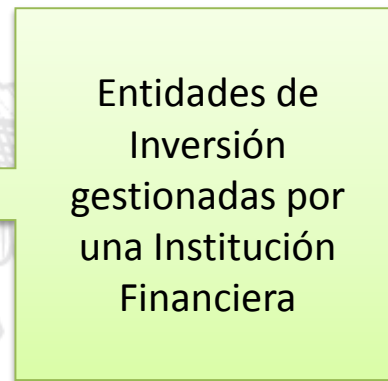 Entidades de
Inversión
gestionadas por
una Institución
Financiera